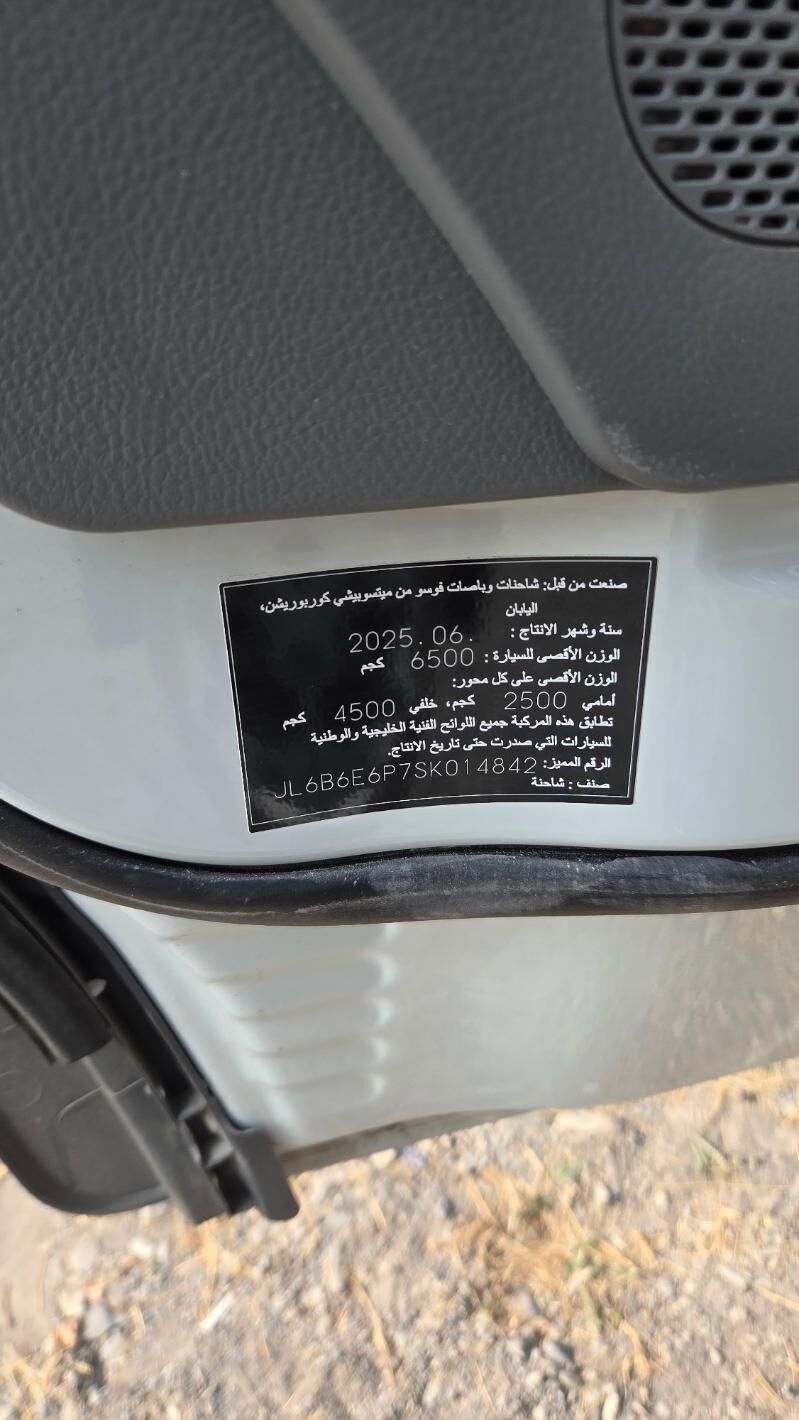 صنعت من قبل: شاحنات وباصات فوسو من ميتسوبيشي كوربوريشن،
اليابان
سنة وشهر الانتاج : 2025.06.
الوزن الأقصى للسيارة : 6500 كجم
الوزن الأقصى على كل محور:
أمامي 2500 كجم، خلفي 4500 كجم
تطابق هذه المركبة جميع اللوائح الفنية الخليجية والوطنية
للسيارات التي صدرت حتى تاريخ الانتاج.
الرقم المميز: JL6B6E6P7SK014842
صنف : شاحنة